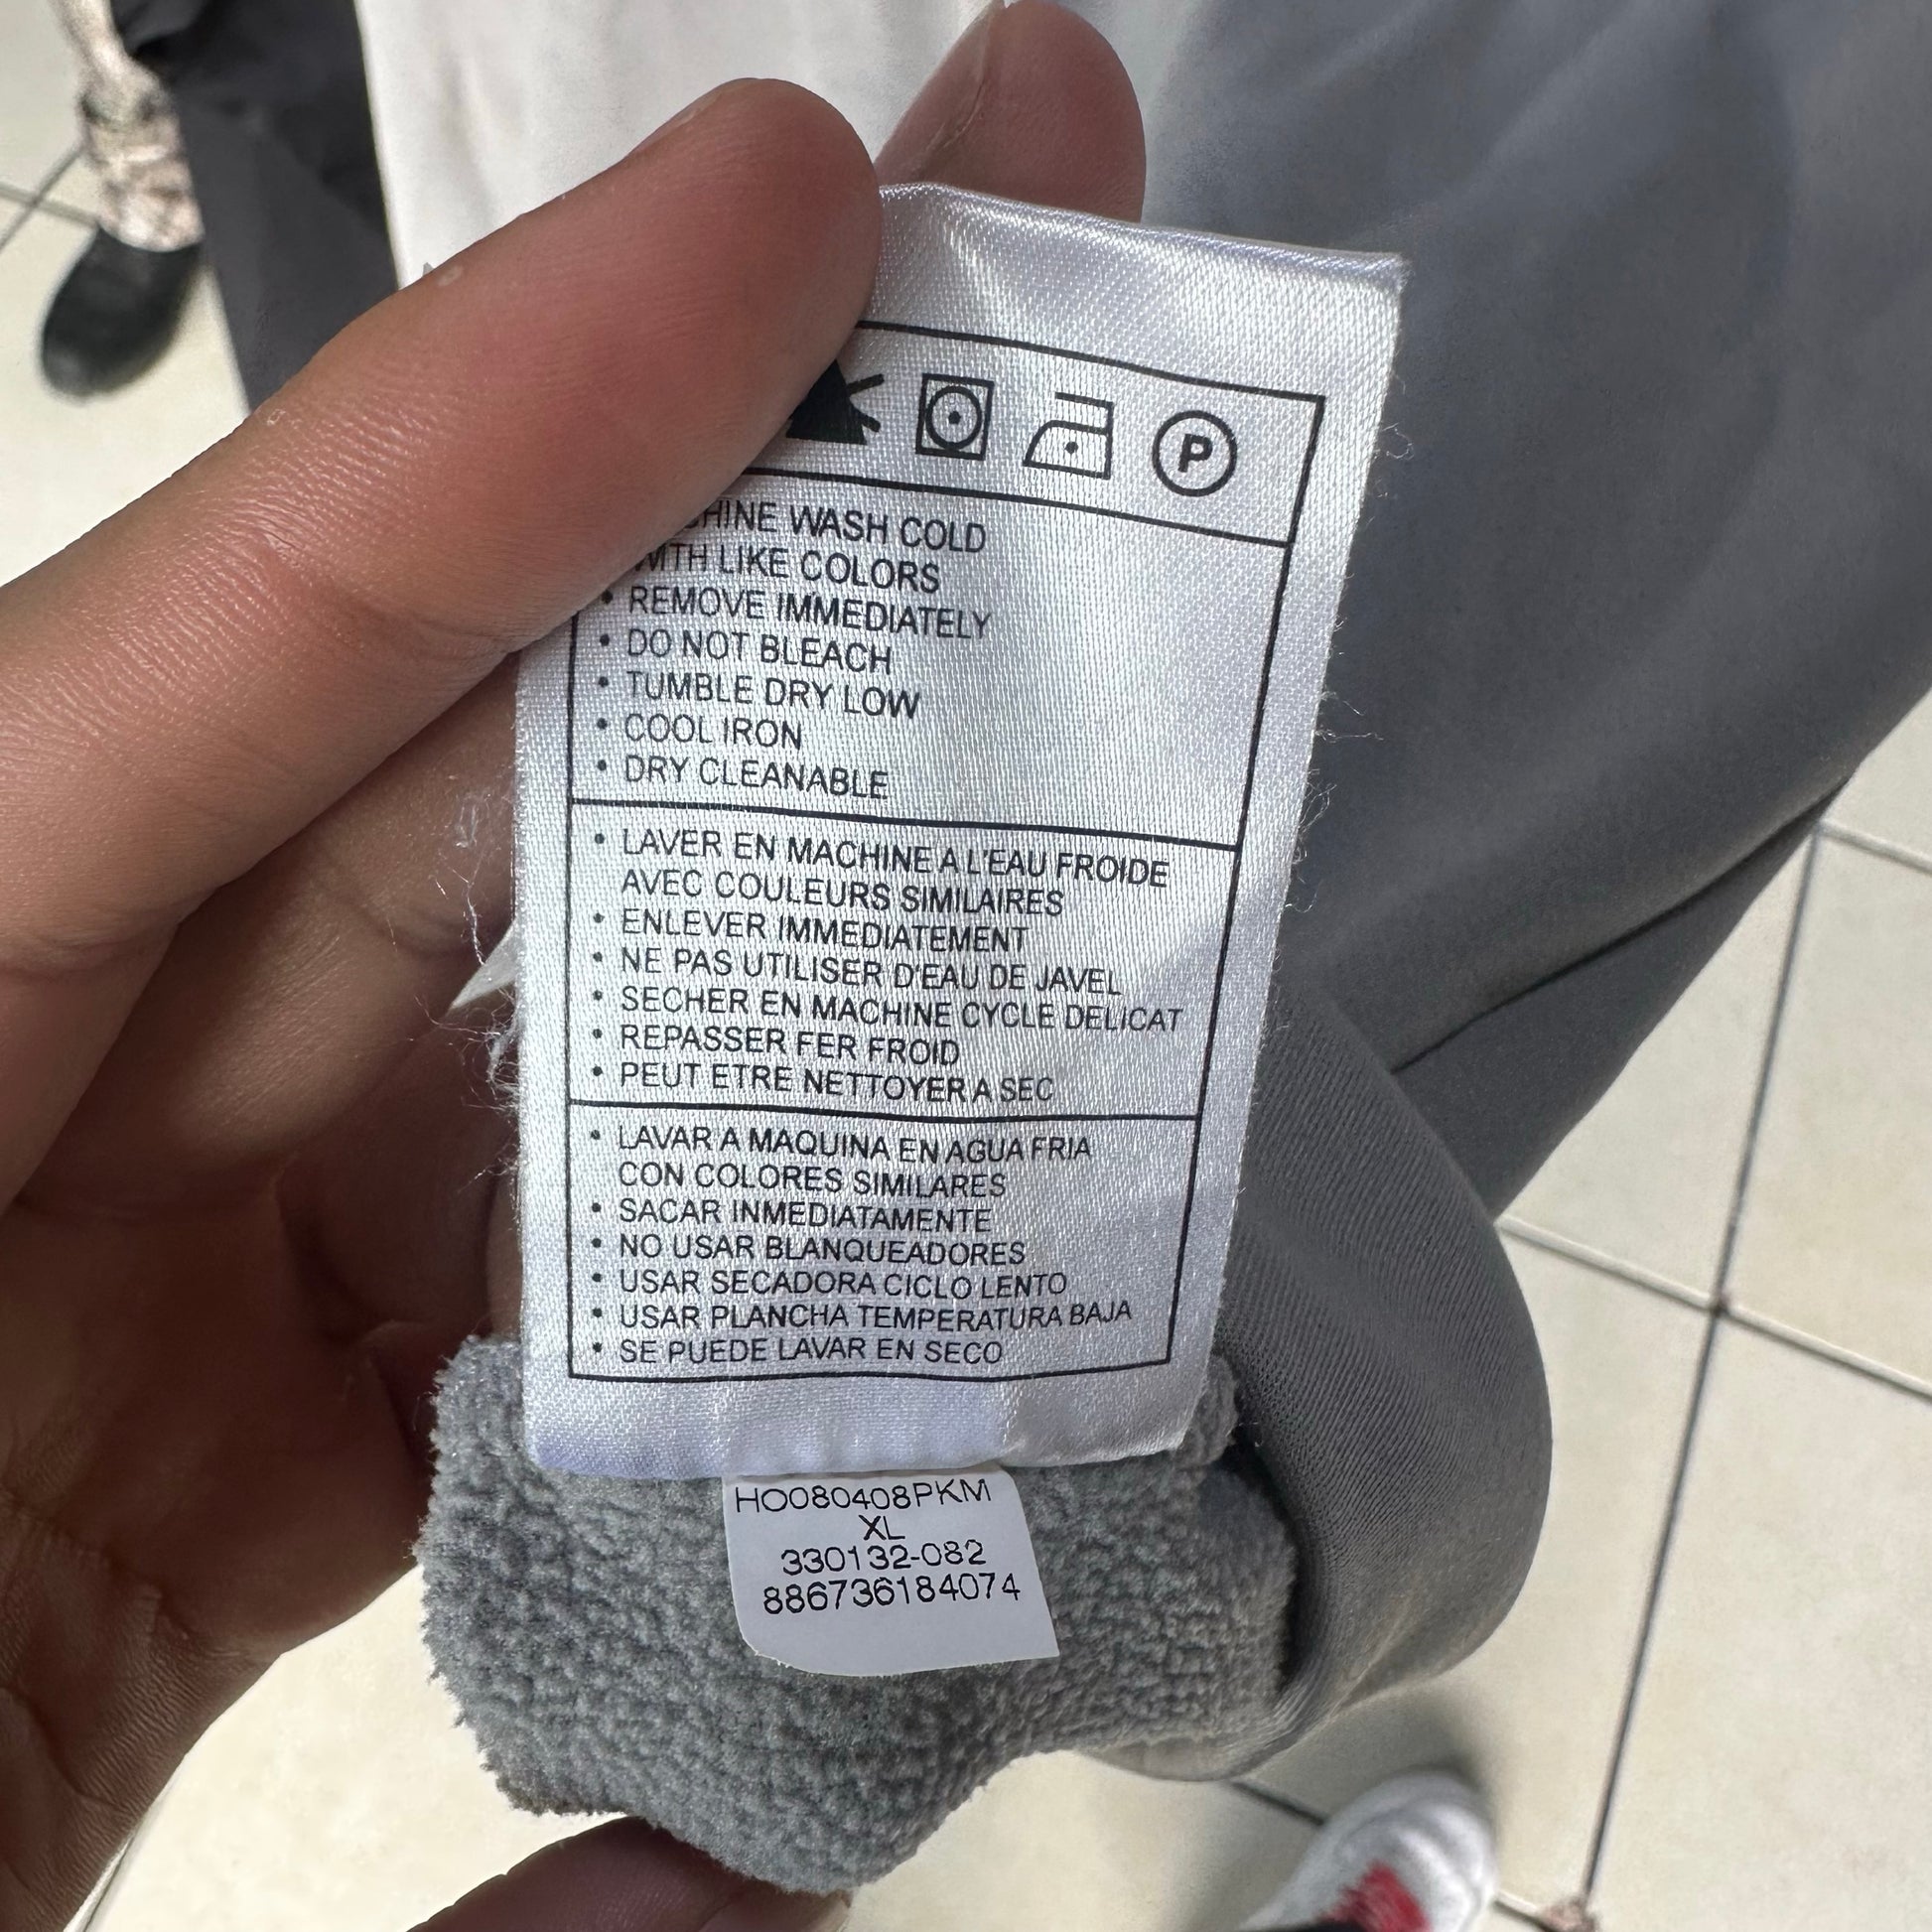 P
WASH COLD
WITH LIKE COLORS
• REMOVE IMMEDIATELY
• DO NOT BLEACH
• TUMBLE DRY LOW
• COOL IRON
• DRY CLEANABLE
• LAVER EN MACHINE A L'EAU FROIDE
AVEC COULEURS SIMILAIRES
• ENLEVER IMMEDIATEMENT
• NE PAS UTILISER D'EAU DE JAVEL
• SECHER EN MACHINE CYCLE DELICAT
• REPASSER FER FROID
• PEUT ETRE NETTOYER A SEC
• LAVAR A MAQUINA EN AGUA FRIA
CON COLORES SIMILARES
• SACAR INMEDIATAMENTE
• NO USAR BLANQUEADORES
• USAR SECADORA CICLO LENTO
• USAR PLANCHA TEMPERATURA BAJA
• SE PUEDE LAVAR EN SECO
HO080408PKM
XL
330132-082
886736184074